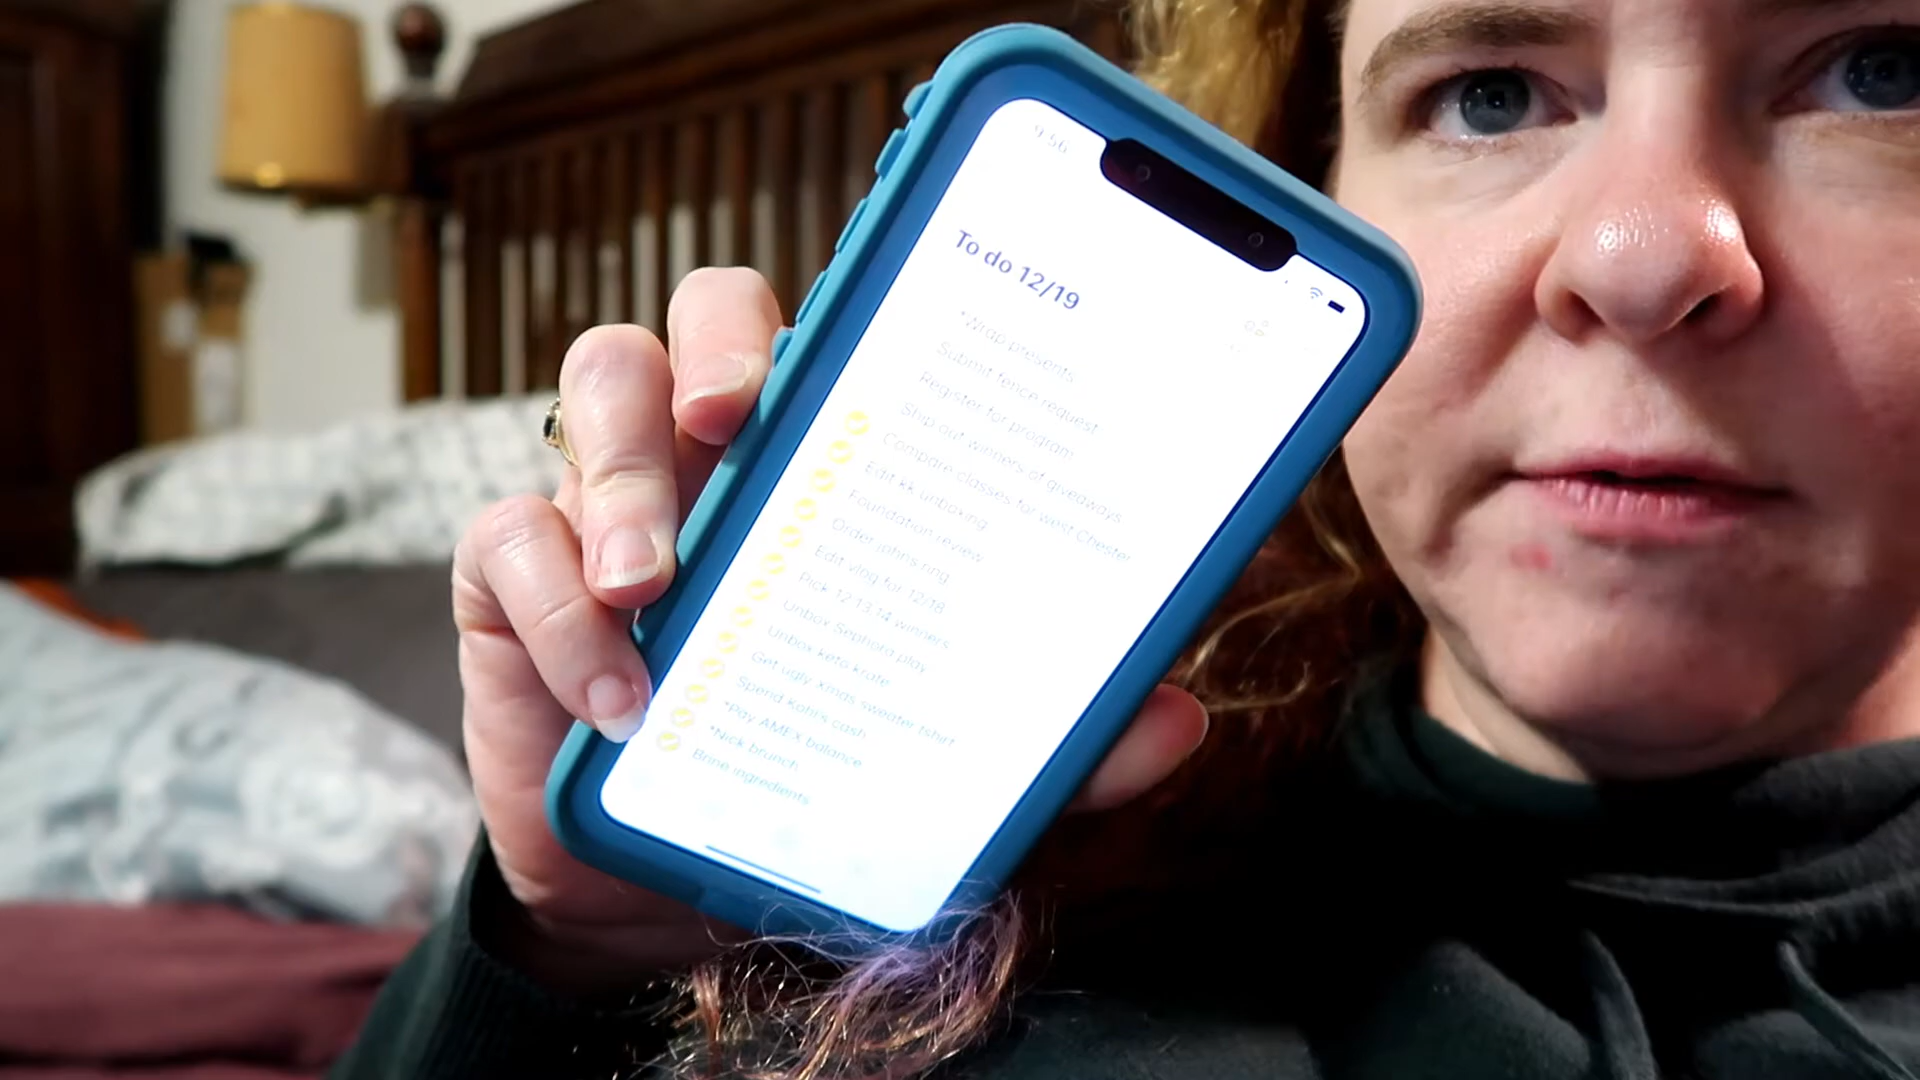 9:56
To do 12/19
*Wrap presents
Submit fence request
Register for program
Ship out winners of giveaways
Compare classes for west Chester
Edit kk unboxing
Foundation review
Order johns ring
Edit vlog for 12/18
Pick 12 13 14 winners
Unbox Sephora play
Unbox keto krate
Get ugly Xmas sweater tshirt
Spend Kohl's cash
*Pay AMEX balance
*Nick brunch
Brine ingredients